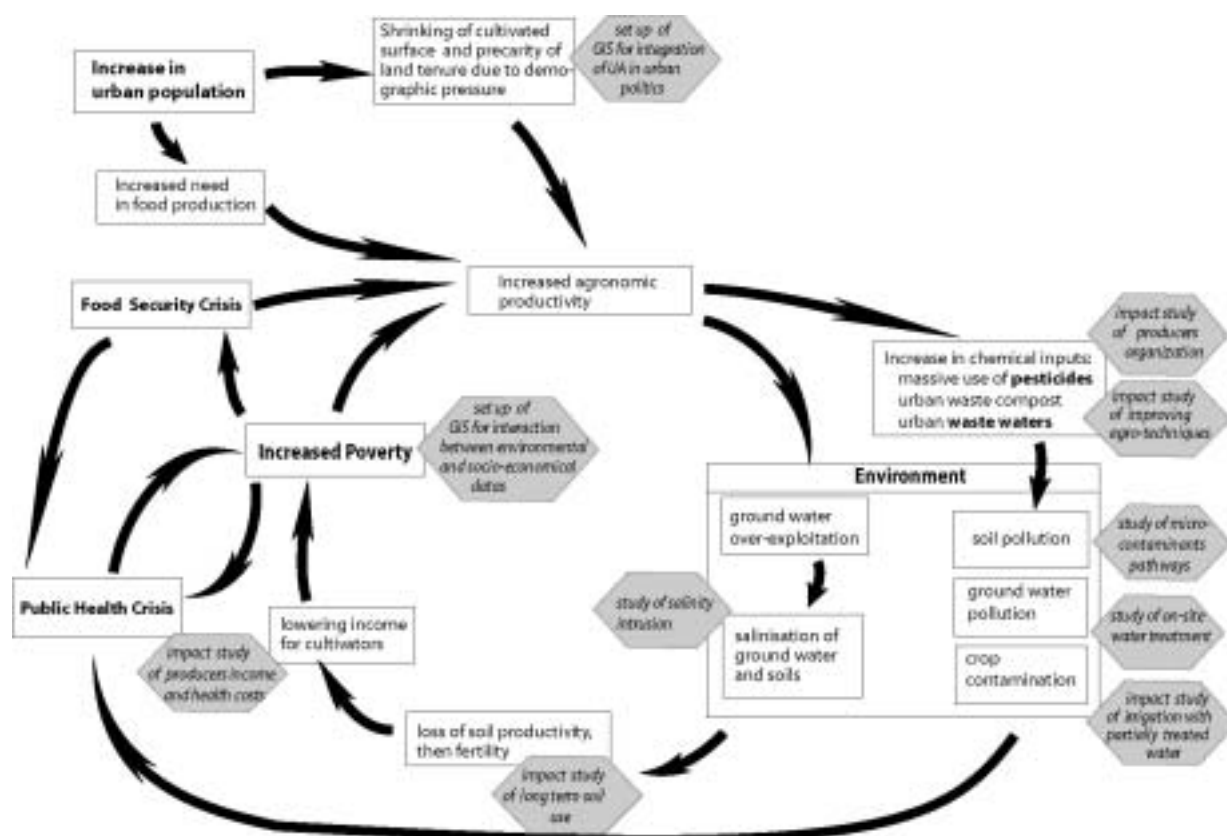 Increase in
urban population
Shrinking of cultivated
surface and precarity of
land tenure due to demo-
graphic pressure
set up of
GIS for integration
of UA in urban
politics
Increased need
in food production
Increased agronomic
productivity
Food Security Crisis
impact study
of producers
organization
Increase in chemical inputs:
massive use of pesticides
urban waste compost
urban waste waters
impact study
of improving
agro-techniques
set up of
GIS for interaction
between environmental
and socio-economical
datas
Increased Poverty
Environment
ground water
over-exploitation
soil pollution
study of micro-
contaminants
pathways
Public Health Crisis
lowering income
for cultivators
study of salinity
intrusion
ground water
pollution
study of on-site
water treatment
salinisation of
ground water
and soils
crop
contamination
impact study
of producers income
and health costs
impact study
of irrigation with
partially treated
water
loss of soil productivity,
then fertility
impact study
of long term soil
use